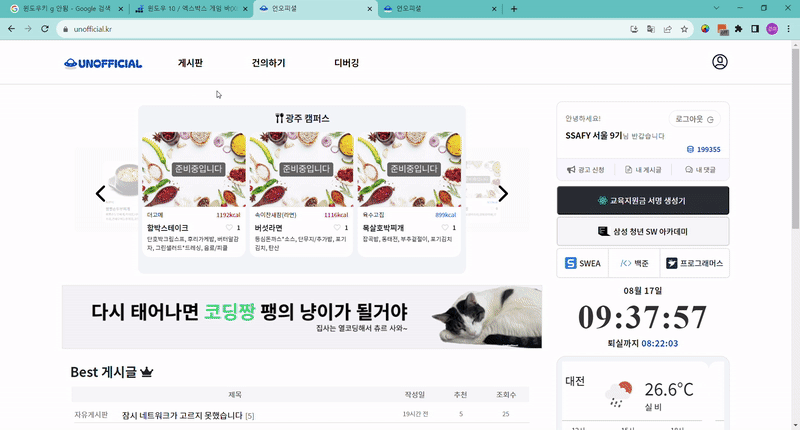 윈도우키 g 안됨 - Google 검색
윈도우 10 / 엑스박스 게임 바(X
안오피셜
안오피셜
unofficial.kr
UNOFFICIAL
게시판
건의하기
디버깅
광주 캠퍼스
준비중입니다
준비중입니다
준비중입니다
더고메
1192kcal
속이찬새참(라면)
1116kcal
육수고집
899kcal
함박스테이크
1
버섯라면
1
목살호박찌개
1
단호박크림스프, 후리가케밥, 버터알감자, 그린샐러드*드레싱, 음료/피클
동심돈까스*소스, 단무지/추가밥, 포기김치, 탄산
잡곡밥, 동태전, 부추겉절이, 포기김치
다시 태어나면 코딩짱 팽의 냥이가 될거야
집사는 열코딩해서 츄르 사와~
Best 게시글
제목
작성일
추천
조회수
자유게시판
잠시 네트워크가 고르지 못했습니다 [5]
19시간 전
5
25
안녕하세요!
로그아웃
SSAFY 서울 9기님 반갑습니다
199355
광고 신청
내 게시글
내 댓글
교육지원금 서명 생성기
삼성 청년 SW 아카데미
SWEA
백준
프로그래머스
08월 17일
09:37:57
퇴실까지 08:22:03
대전
26.6°C
실 비